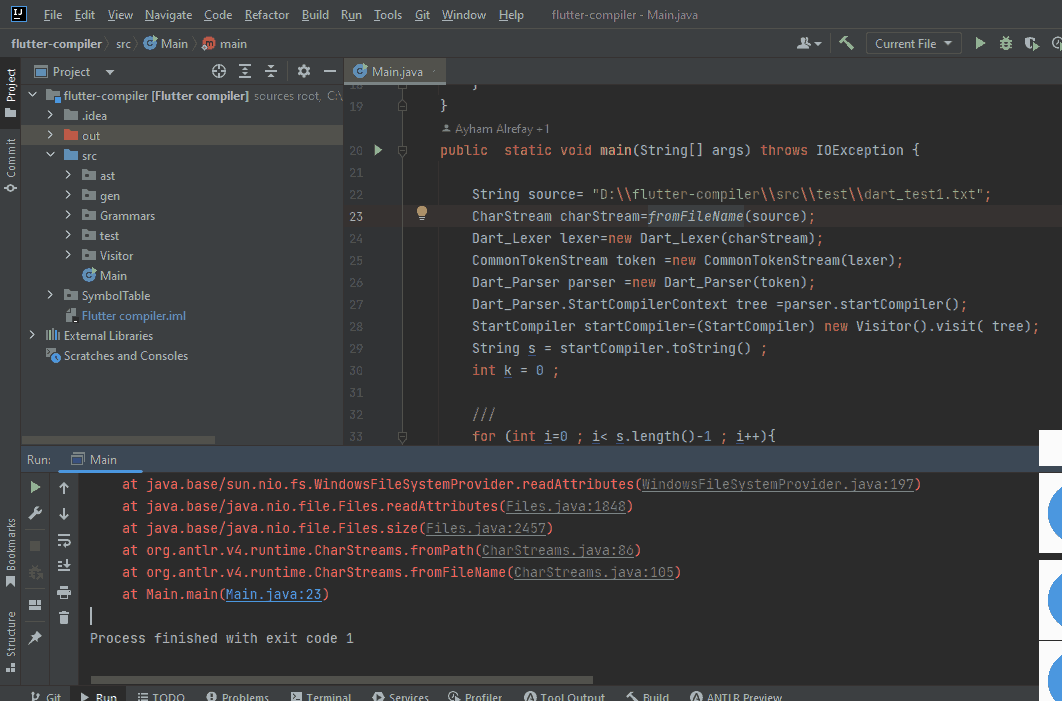 File Edit View Navigate Code Refactor Build Run Tools Git Window Help flutter-compiler - Main.java
flutter-compiler src Main main Current File
Project Main.java
Project
Commit
Bookmarks
Structure
flutter-compiler [Flutter compiler] sources root, C:\
.idea
out
src
ast
gen
Grammars
test
Visitor
Main
SymbolTable
Flutter compiler.iml
External Libraries
Scratches and Consoles
18 }
19 }
Ayham Alrefay +1
20 public static void main(String[] args) throws IOException {
21
22 String source= "D:\\flutter-compiler\\src\\test\\dart_test1.txt";
23 CharStream charStream=fromFileName(source);
24 Dart_Lexer lexer=new Dart_Lexer(charStream);
25 CommonTokenStream token =new CommonTokenStream(lexer);
26 Dart_Parser parser =new Dart_Parser(token);
27 Dart_Parser.StartCompilerContext tree =parser.startCompiler();
28 StartCompiler startCompiler=(StartCompiler) new Visitor().visit( tree);
29 String s = startCompiler.toString() ;
30 int k = 0 ;
31
32 ///
33 for (int i=0 ; i< s.length()-1 ; i++){
Run: Main
at java.base/sun.nio.fs.WindowsFileSystemProvider.readAttributes(WindowsFileSystemProvider.java:197)
at java.base/java.nio.file.Files.readAttributes(Files.java:1848)
at java.base/java.nio.file.Files.size(Files.java:2457)
at org.antlr.v4.runtime.CharStreams.fromPath(CharStreams.java:86)
at org.antlr.v4.runtime.CharStreams.fromFileName(CharStreams.java:105)
at Main.main(Main.java:23)
Process finished with exit code 1
Git Run TODO Problems Terminal Services Profiler Tool Output Build ANTLR Preview